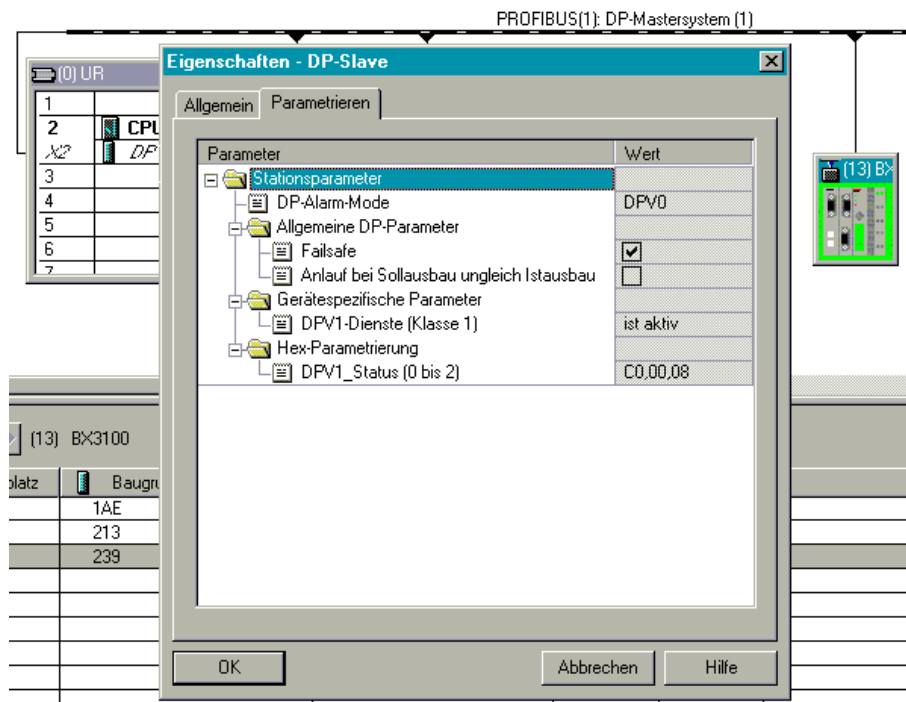 PROFIBUS(1): DP-Mastersystem (1)
Eigenschaften - DP-Slave
(0) UR
Allgemein Parametrieren
1
2 CPU
X2 DP
3
4
5
6
7
(13) BX
Parameter Wert
Stationsparameter
DP-Alarm-Mode DPV0
Allgemeine DP-Parameter
Failsafe
Anlauf bei Sollausbau ungleich Istausbau
Gerätespezifische Parameter
DPV1-Dienste (Klasse 1) ist aktiv
Hex-Parametrierung
DPV1_Status (0 bis 2) C0,00,08
(13) BX3100
platz Baugru
1AE
213
239
OK Abbrechen Hilfe